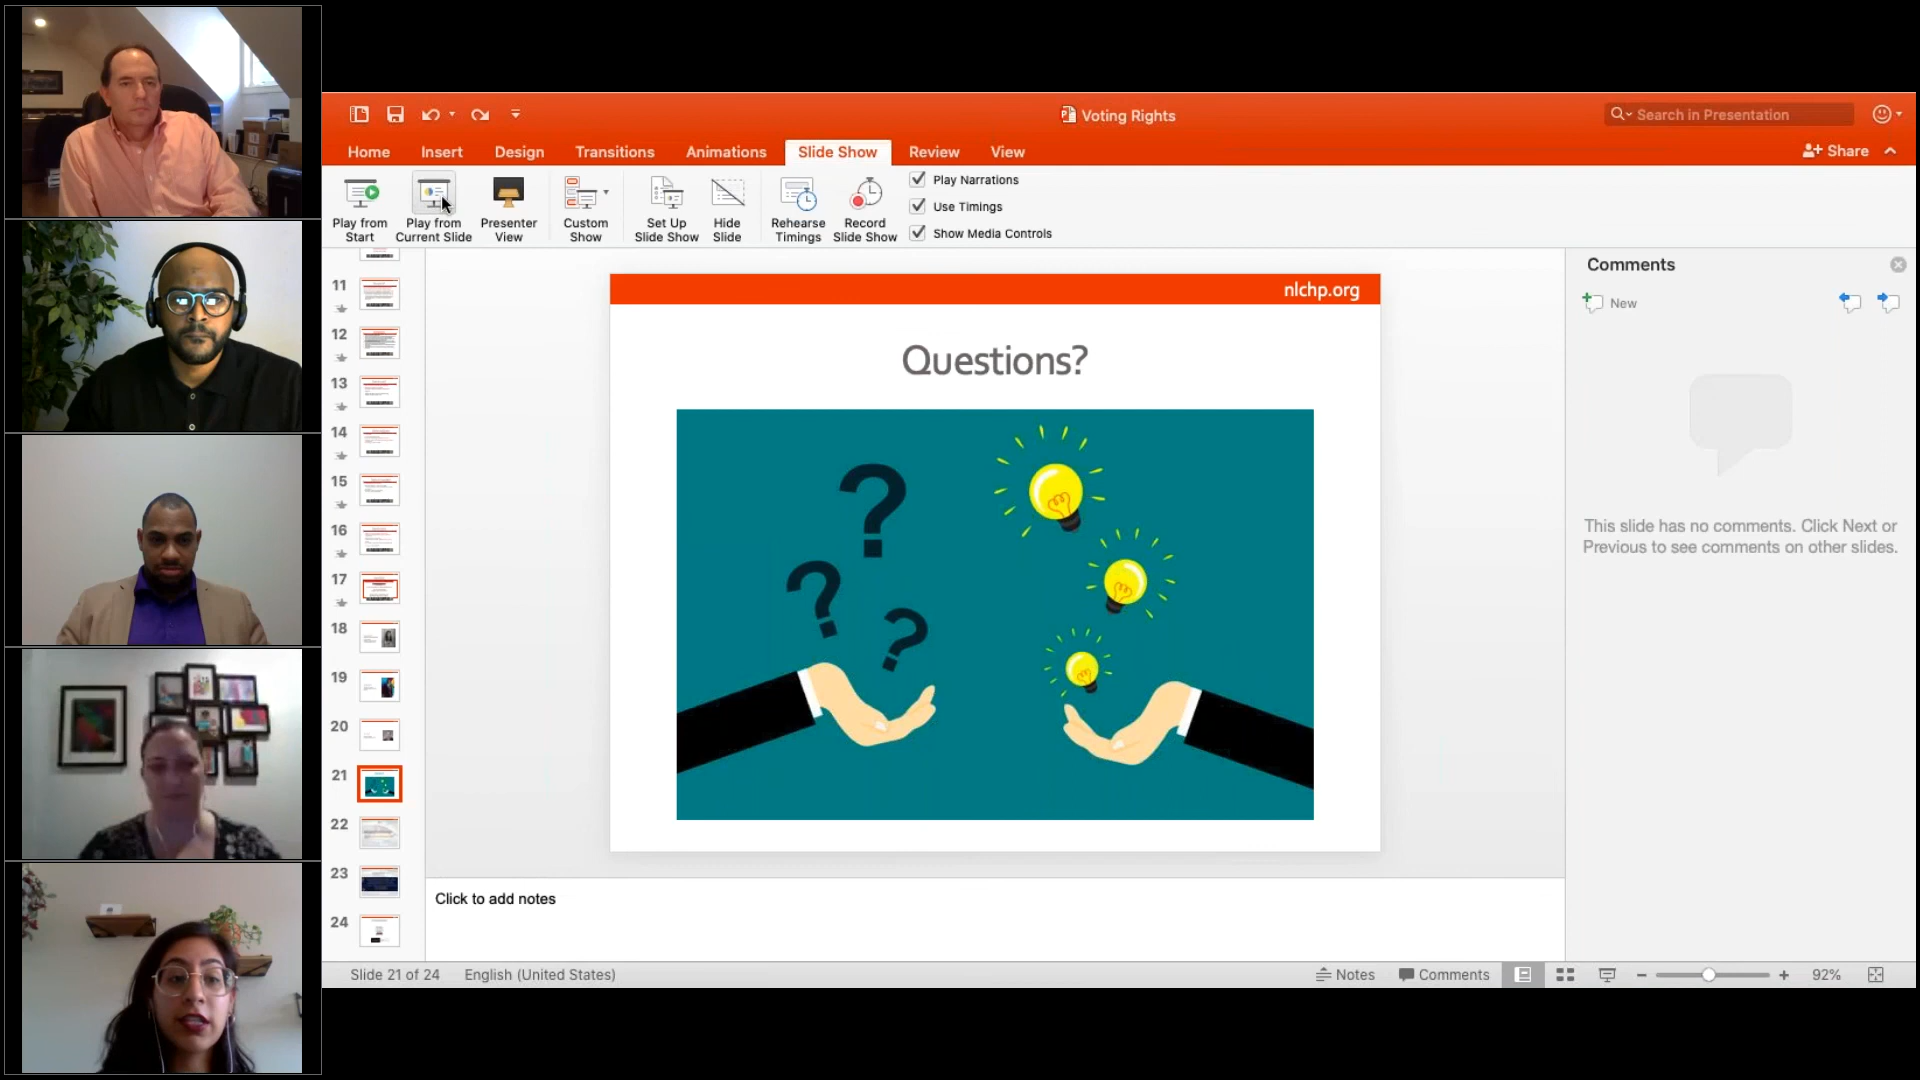 Voting Rights
Search in Presentation
Home Insert Design Transitions Animations Slide Show Review View
Share
Play from Start
Play from Current Slide
Presenter View
Custom Show
Set Up Slide Show
Hide Slide
Rehearse Timings
Record Slide Show
Play Narrations
Use Timings
Show Media Controls
11
12
13
14
15
16
17
18
19
20
21
22
23
24
nlchp.org
Questions?
?
?
?
Click to add notes
Comments
New
This slide has no comments. Click Next or
Previous to see comments on other slides.
Slide 21 of 24 English (United States) Notes Comments 92%